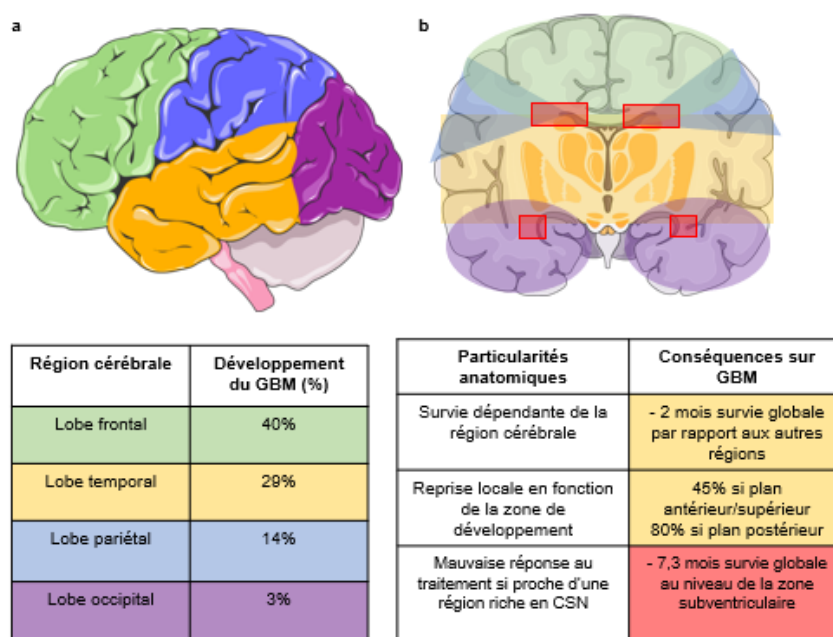 a
b
Région cérébrale
Développement
du GBM (%)
Lobe frontal
40%
Lobe temporal
29%
Lobe pariétal
14%
Lobe occipital
3%
Particularités
anatomiques
Conséquences sur
GBM
Survie dépendante de la
région cérébrale
- 2 mois survie globale
par rapport aux autres
régions
Reprise locale en fonction
de la zone de
développement
45% si plan
antérieur/supérieur
80% si plan postérieur
Mauvaise réponse au
traitement si proche d'une
région riche en CSN
- 7,3 mois survie globale
au niveau de la zone
subventriculaire